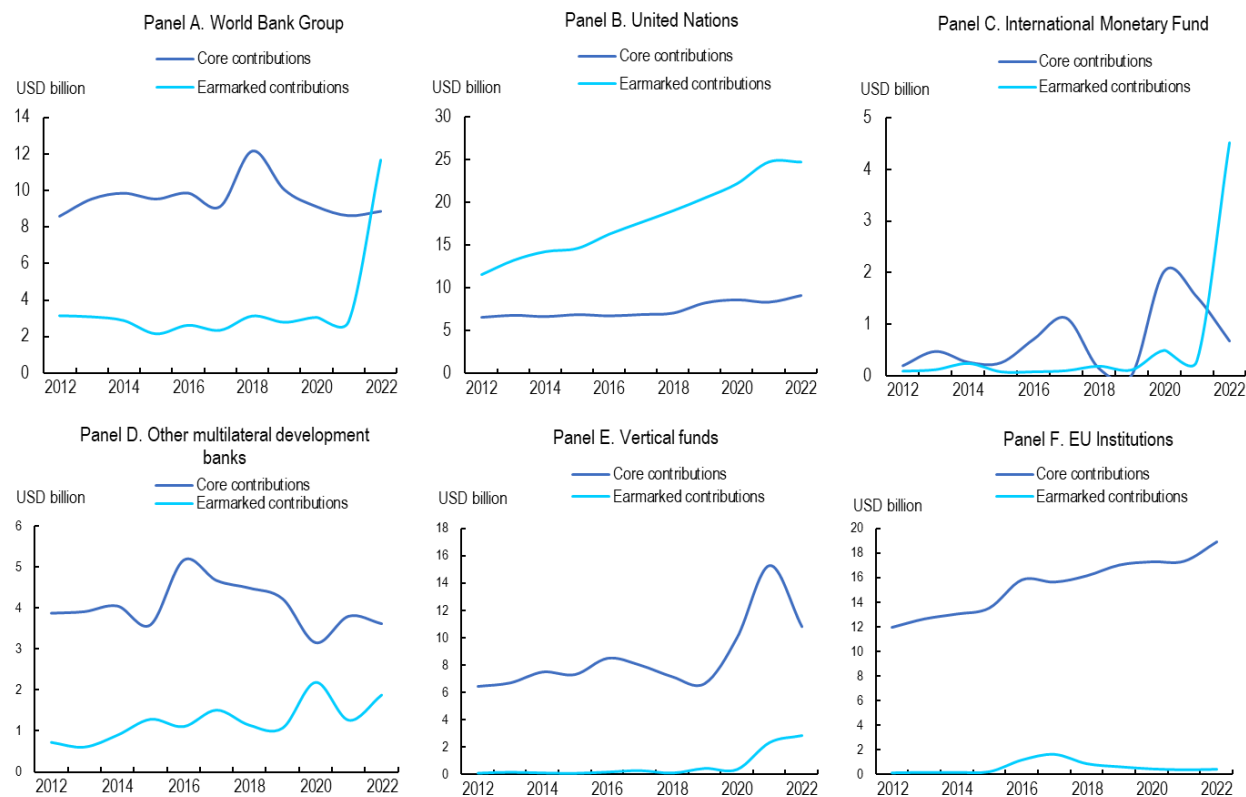 Panel A. World Bank Group
Core contributions
Earmarked contributions
USD billion
14
12
10
8
6
4
2
0
2012 2014 2016 2018 2020 2022
Panel B. United Nations
Core contributions
Earmarked contributions
USD billion
30
25
20
15
10
5
0
2012 2014 2016 2018 2020 2022
Panel C. International Monetary Fund
Core contributions
Earmarked contributions
USD billion
5
4
3
2
1
0
2012 2014 2016 2018 2020 2022
Panel D. Other multilateral development
banks
Core contributions
Earmarked contributions
USD billion
6
5
4
3
2
1
0
2012 2014 2016 2018 2020 2022
Panel E. Vertical funds
Core contributions
Earmarked contributions
USD billion
18
16
14
12
10
8
6
4
2
0
2012 2014 2016 2018 2020 2022
Panel F. EU Institutions
Core contributions
Earmarked contributions
USD billion
20
18
16
14
12
10
8
6
4
2
0
2012 2014 2016 2018 2020 2022